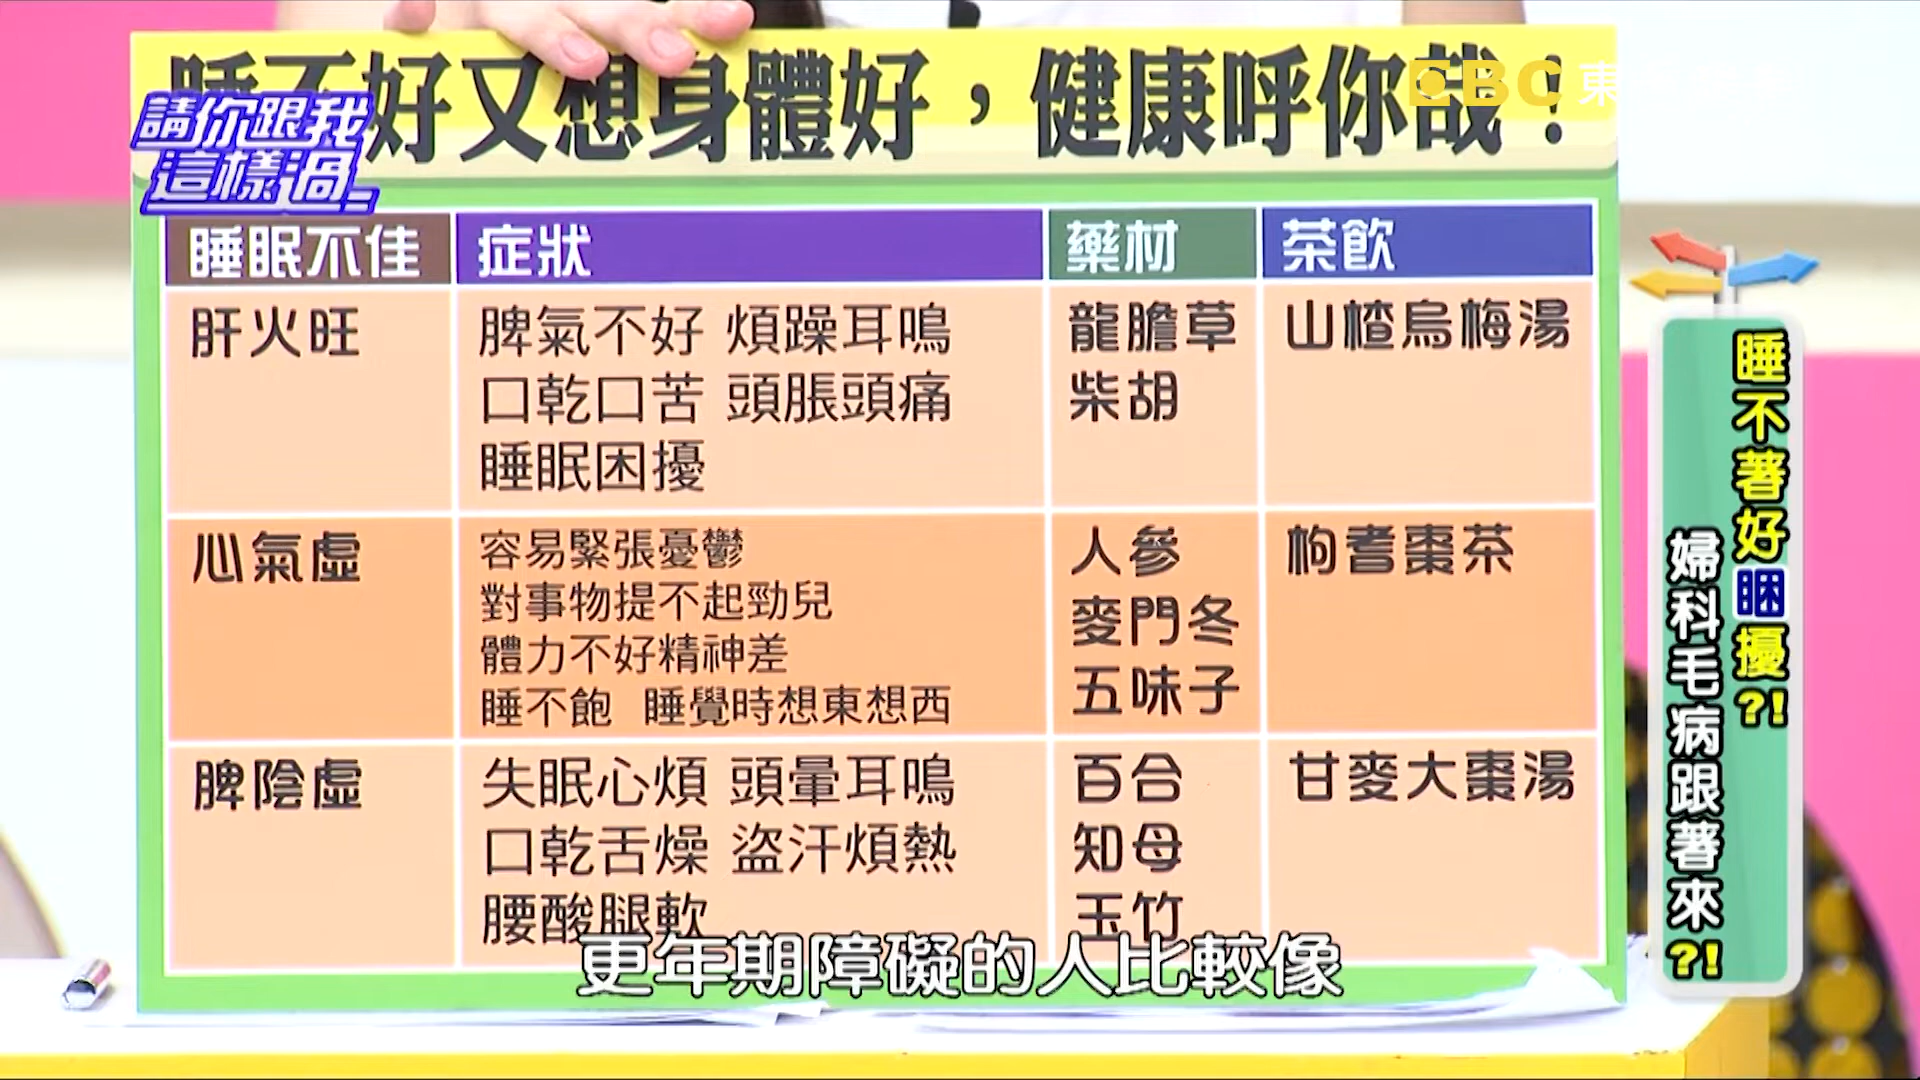 睡不好又想身體好，健康呼你哉！
EBC 東
請你跟我
這樣過
睡眠不佳 症狀 藥材 茶飲
肝火旺 脾氣不好 煩躁耳鳴 龍膽草 山楂烏梅湯
口乾口苦 頭脹頭痛 柴胡
睡眠困擾
心氣虛 容易緊張憂鬱 人參 枸耆棗茶
對事物提不起勁兒 麥門冬
體力不好精神差 五味子
睡不飽 睡覺時想東想西
脾陰虛 失眠心煩 頭暈耳鳴 百合 甘麥大棗湯
口乾舌燥 盜汗煩熱 知母
腰酸腿軟 玉竹
更年期障礙的人比較像
睡不著好睏擾?!
婦科毛病跟著來?!